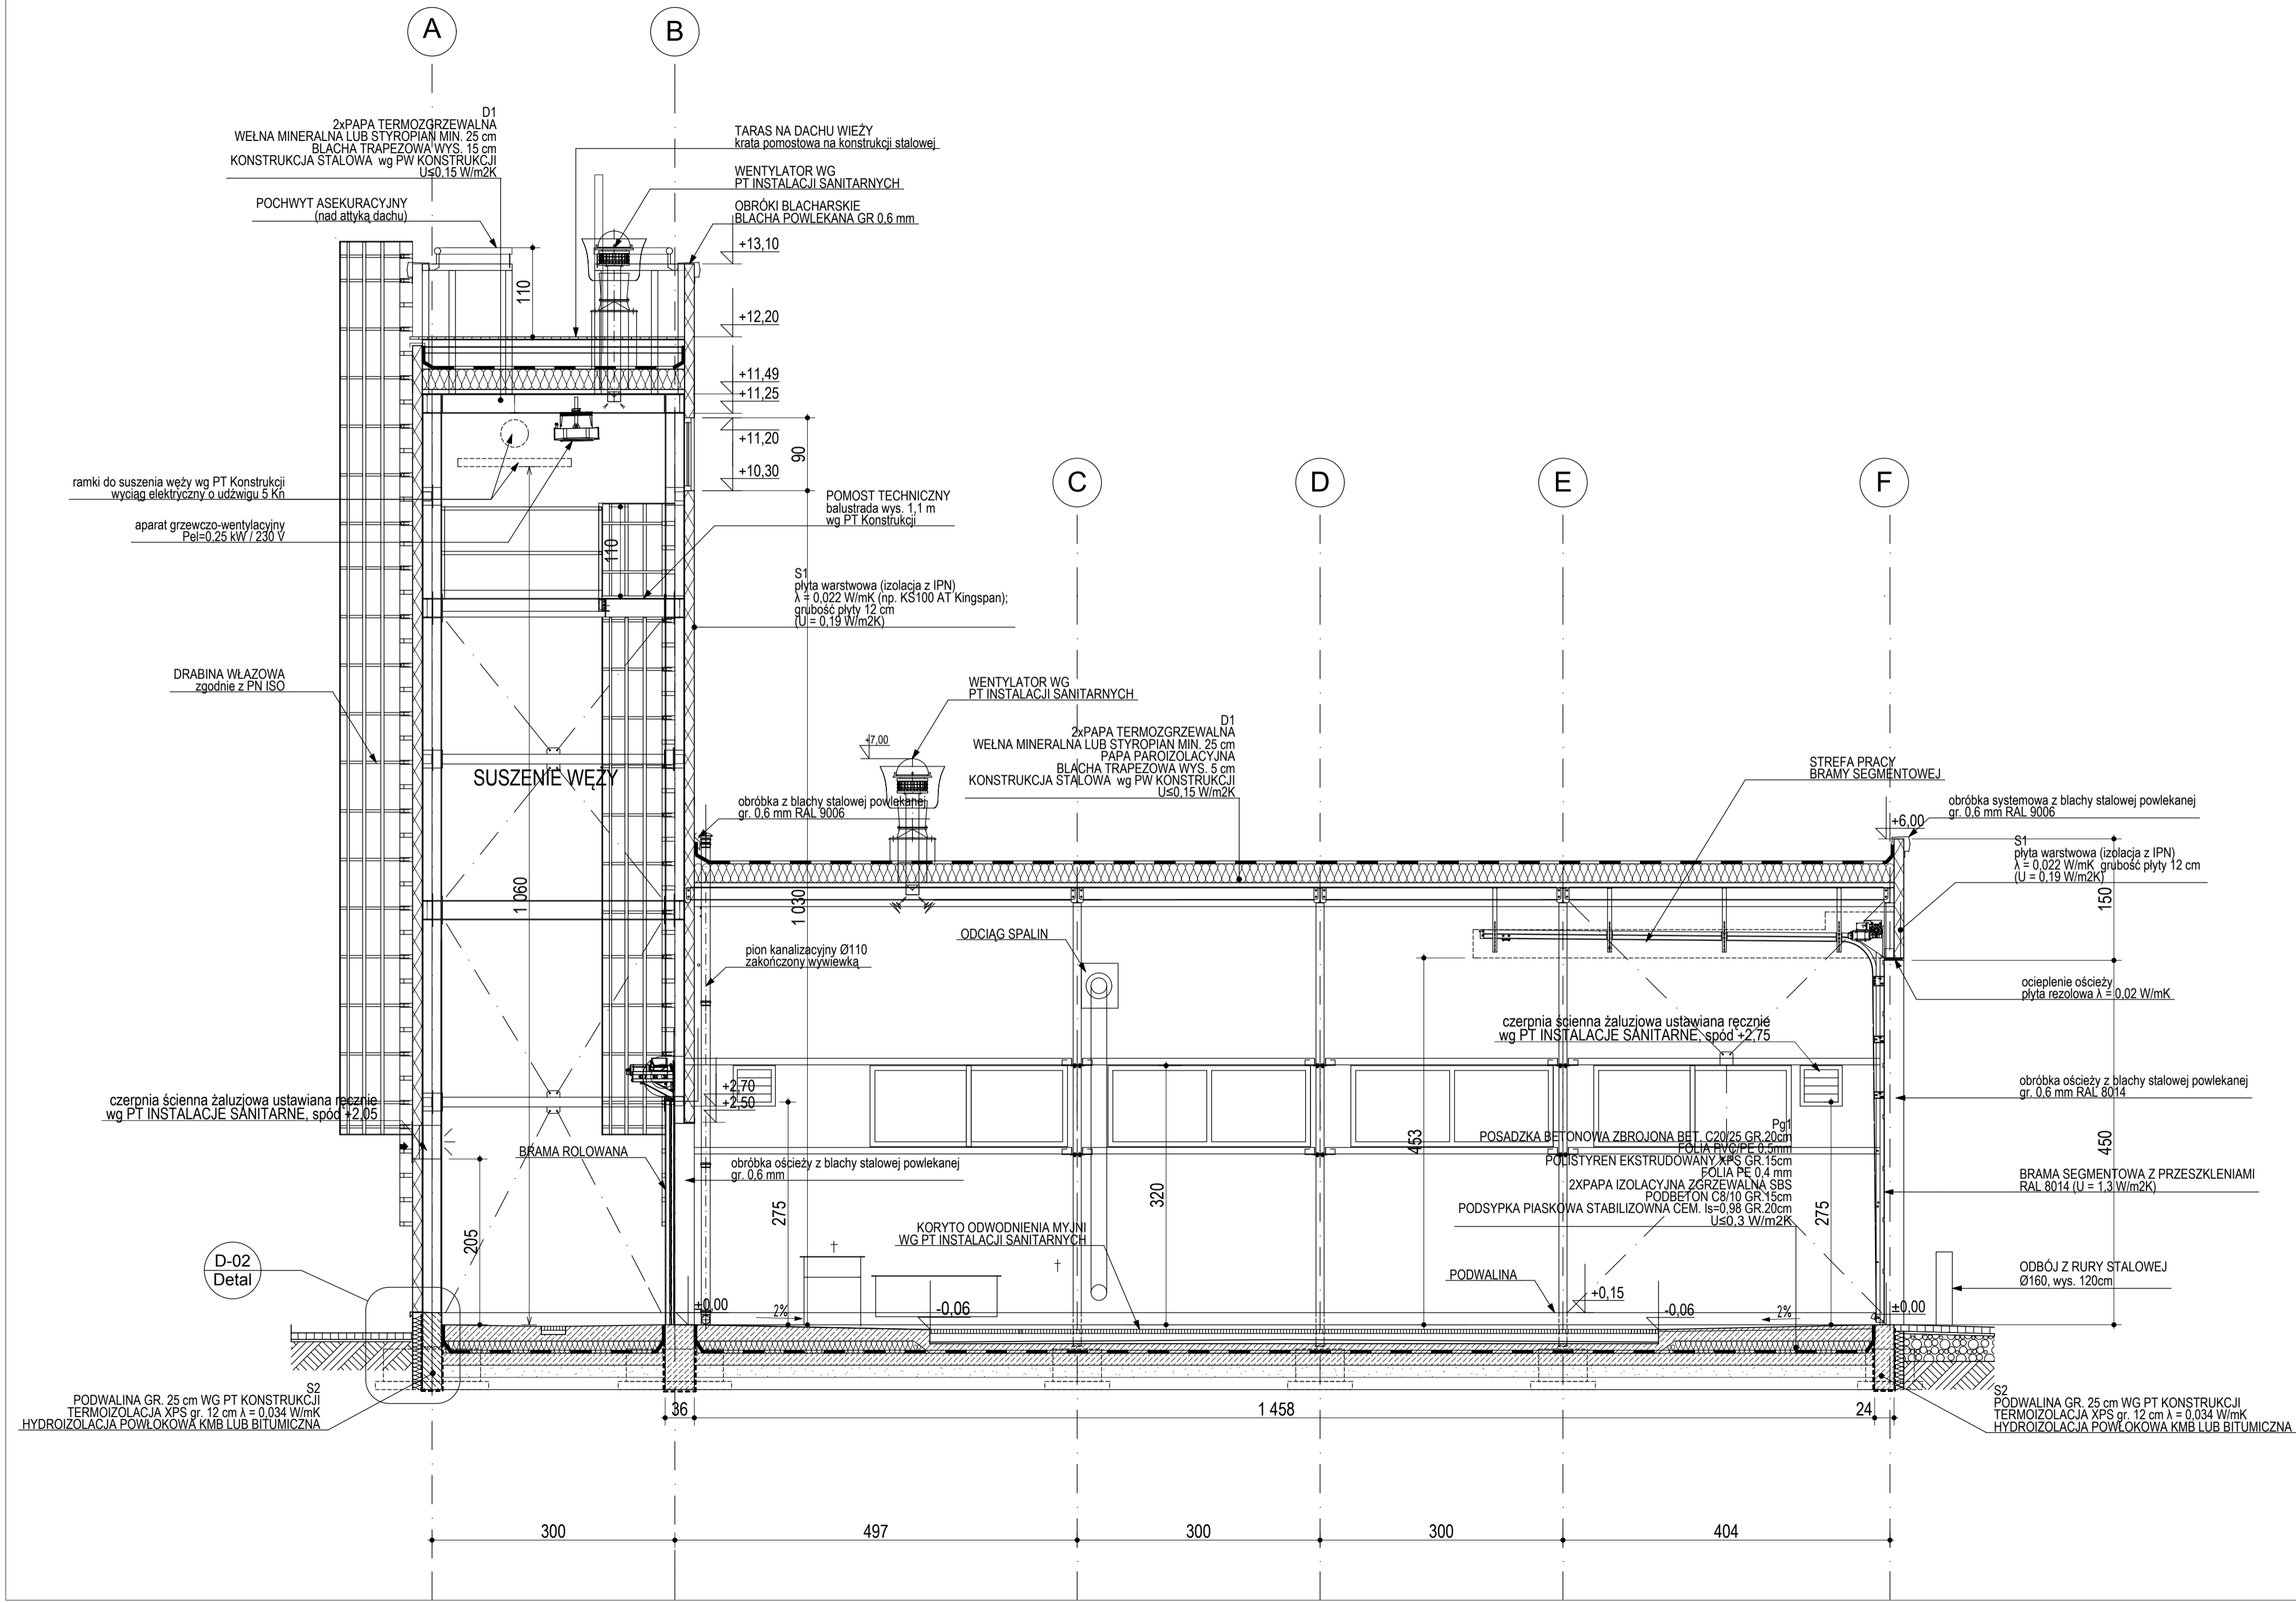 A
B
D1
2xPAPA TERMOZGRZEWALNA
WEŁNA MINERALNA LUB STYROPIAN MIN. 25 cm
BLACHA TRAPEZOWA WYS. 15 cm
KONSTRUKCJA STALOWA wg PW KONSTRUKCJI
U≤0,15 W/m2K
POCHWYT ASEKURACYJNY
(nad attyką dachu)
TARAS NA DACHU WIEŻY
krata pomostowa na konstrukcji stalowej
WENTYLATOR WG
PT INSTALACJI SANITARNYCH
OBRÓKI BLACHARSKIE
BLACHA POWLEKANA GR 0,6 mm
+13,10
110
+12,20
+11,49
+11,25
+11,20
+10,30
90
ramki do suszenia węży wg PT Konstrukcji
wyciąg elektryczny o udźwigu 5 Kn
aparat grzewczo-wentylacyjny
Pel=0,25 kW / 230 V
POMOST TECHNICZNY
balustrada wys. 1,1 m
wg PT Konstrukcji
110
C
D
E
F
S1
płyta warstwowa (izolacja z IPN)
λ = 0,022 W/mK (np. KS100 AT Kingspan);
grubość płyty 12 cm
(U = 0,19 W/m2K)
DRABINA WŁAZOWA
zgodnie z PN ISO
SUSZENIE WĘŻY
WENTYLATOR WG
PT INSTALACJI SANITARNYCH
+7,00
D1
2xPAPA TERMOZGRZEWALNA
WEŁNA MINERALNA LUB STYROPIAN MIN. 25 cm
PAPA PAROIZOLACYJNA
BLACHA TRAPEZOWA WYS. 5 cm
KONSTRUKCJA STALOWA wg PW KONSTRUKCJI
U≤0,15 W/m2K
STREFA PRACY
BRAMY SEGMENTOWEJ
obróbka z blachy stalowej powlekanej
gr. 0,6 mm RAL 9006
obróbka systemowa z blachy stalowej powlekanej
gr. 0,6 mm RAL 9006
+6,00
S1
płyta warstwowa (izolacja z IPN)
λ = 0,022 W/mK grubość płyty 12 cm
(U = 0,19 W/m2K)
150
1 060
1 030
ODCIĄG SPALIN
pion kanalizacyjny Ø110
zakończony wywiewką
ocieplenie ościeży
płyta rezolowa λ = 0,02 W/mK
czerpnia ścienna żaluzjowa ustawiana ręcznie
wg PT INSTALACJE SANITARNE, spód +2,75
czerpnia ścienna żaluzjowa ustawiana ręcznie
wg PT INSTALACJE SANITARNE, spód +2,05
+2,70
+2,50
obróbka ościeży z blachy stalowej powlekanej
gr. 0,6 mm RAL 8014
BRAMA ROLOWANA
obróbka ościeży z blachy stalowej powlekanej
gr. 0,6 mm
453
450
Pg1
POSADZKA BETONOWA ZBROJONA BET. C20/25 GR.20cm
FOLIA PVC/PE 0,5mm
POLISTYREN EKSTRUDOWANY XPS GR.15cm
FOLIA PE 0,4 mm
2XPAPA IZOLACYJNA ZGRZEWALNA SBS
PODBETON C8/10 GR.15cm
PODSYPKA PIASKOWA STABILIZOWNA CEM. Is=0,98 GR.20cm
U≤0,3 W/m2K
BRAMA SEGMENTOWA Z PRZESZKLENIAMI
RAL 8014 (U = 1,3 W/m2K)
205
275
320
275
KORYTO ODWODNIENIA MYJNI
WG PT INSTALACJI SANITARNYCH
D-02
Detal
PODWALINA
ODBÓJ Z RURY STALOWEJ
Ø160, wys. 120cm
±0,00
2%
-0,06
+0,15
-0,06
2%
±0,00
S2
PODWALINA GR. 25 cm WG PT KONSTRUKCJI
TERMOIZOLACJA XPS gr. 12 cm λ = 0,034 W/mK
HYDROIZOLACJA POWŁOKOWA KMB LUB BITUMICZNA
36
1 458
24
S2
PODWALINA GR. 25 cm WG PT KONSTRUKCJI
TERMOIZOLACJA XPS gr. 12 cm λ = 0,034 W/mK
HYDROIZOLACJA POWŁOKOWA KMB LUB BITUMICZNA
300
497
300
300
404